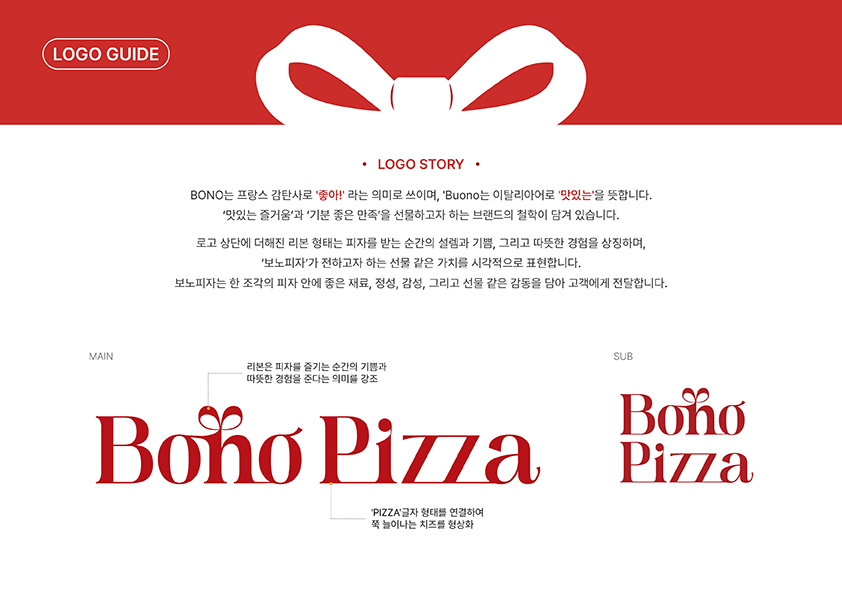 LOGO GUIDE
• LOGO STORY •
BONO는 프랑스 감탄사로 '좋아!' 라는 의미로 쓰이며, 'Buono는 이탈리아어로 '맛있는'을 뜻합니다.
'맛있는 즐거움'과 '기분 좋은 만족'을 선물하고자 하는 브랜드의 철학이 담겨 있습니다.
로고 상단에 더해진 리본 형태는 피자를 받는 순간의 설렘과 기쁨, 그리고 따뜻한 경험을 상징하며,
'보노피자'가 전하고자 하는 선물 같은 가치를 시각적으로 표현합니다.
보노피자는 한 조각의 피자 안에 좋은 재료, 정성, 감성, 그리고 선물 같은 감동을 담아 고객에게 전달합니다.
MAIN
리본은 피자를 즐기는 순간의 기쁨과
따뜻한 경험을 준다는 의미를 강조
Bono Pizza
'PIZZA'글자 형태를 연결하여
쭉 늘어나는 치즈를 형상화
SUB
Bono
Pizza